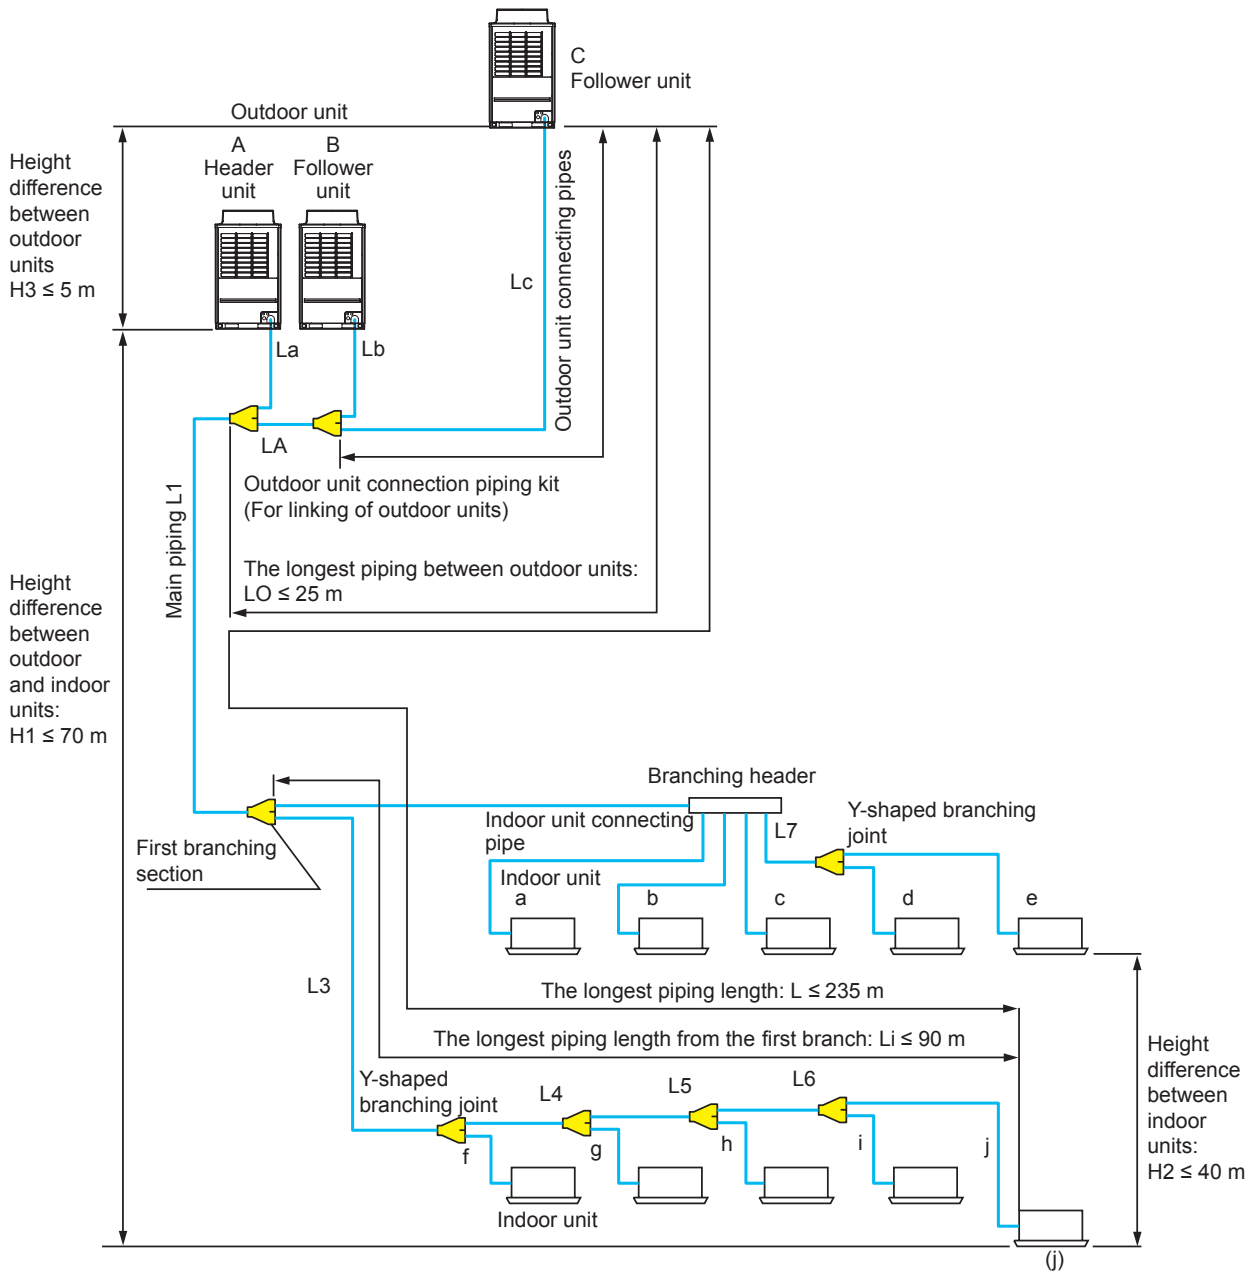 C
Follower unit
Outdoor unit
A
Header
unit
B
Follower
unit
Height
difference
between
outdoor
units
H3 ≤ 5 m
Outdoor unit connecting pipes
Lc
La
Lb
LA
Outdoor unit connection piping kit
(For linking of outdoor units)
Main piping L1
The longest piping between outdoor units:
LO ≤ 25 m
Height
difference
between
outdoor
and indoor
units:
H1 ≤ 70 m
Branching header
Indoor unit connecting
pipe
L7
Y-shaped branching
joint
First branching
section
Indoor unit
a
b
c
d
e
L3
The longest piping length: L ≤ 235 m
The longest piping length from the first branch: Li ≤ 90 m
Height
difference
between
indoor
units:
H2 ≤ 40 m
Y-shaped
branching joint
L4
L5
L6
f
g
h
i
j
Indoor unit
(j)